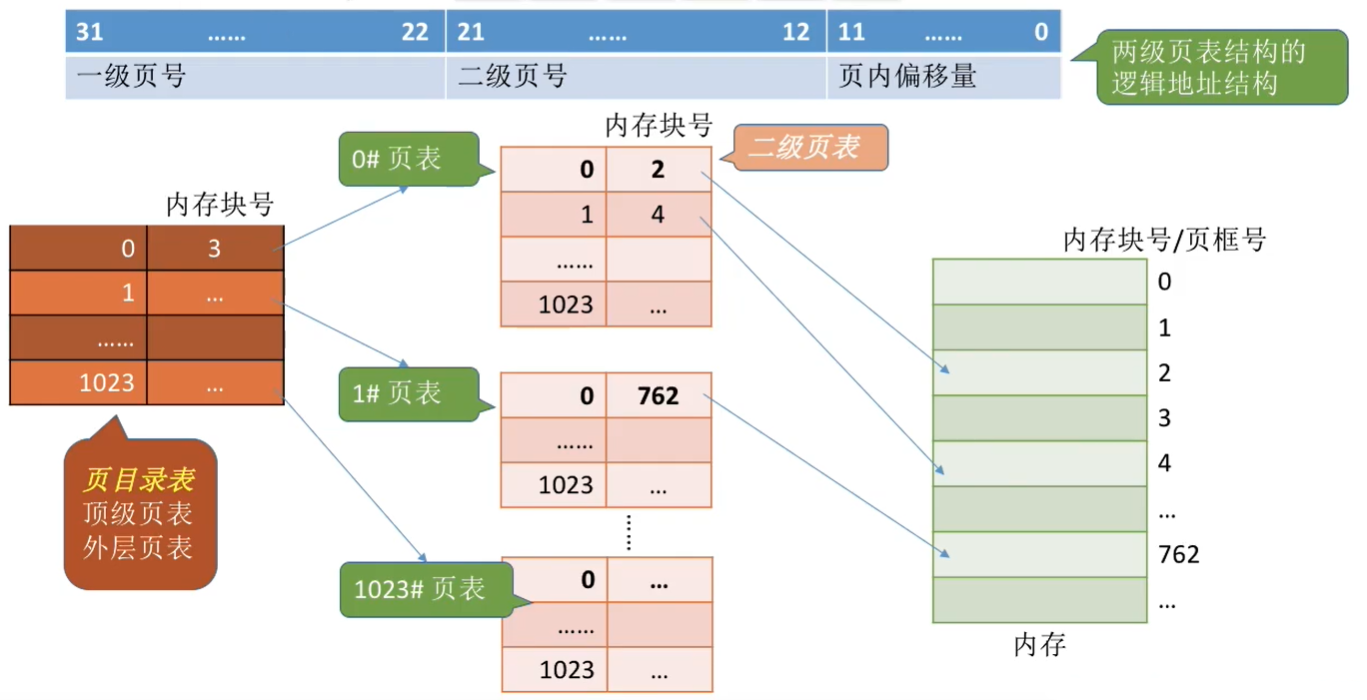 31 …… 22 21 …… 12 11 …… 0
一级页号 二级页号 页内偏移量
两级页表结构的
逻辑地址结构
内存块号
0 3
1 …
……
1023 …
页目录表
顶级页表
外层页表
0# 页表
内存块号
二级页表
0 2
1 4
……
1023 …
1# 页表
0 762
……
1023 …
……
1023# 页表
0 …
……
1023 …
内存块号/页框号
0
1
2
3
4
…
762
…
内存